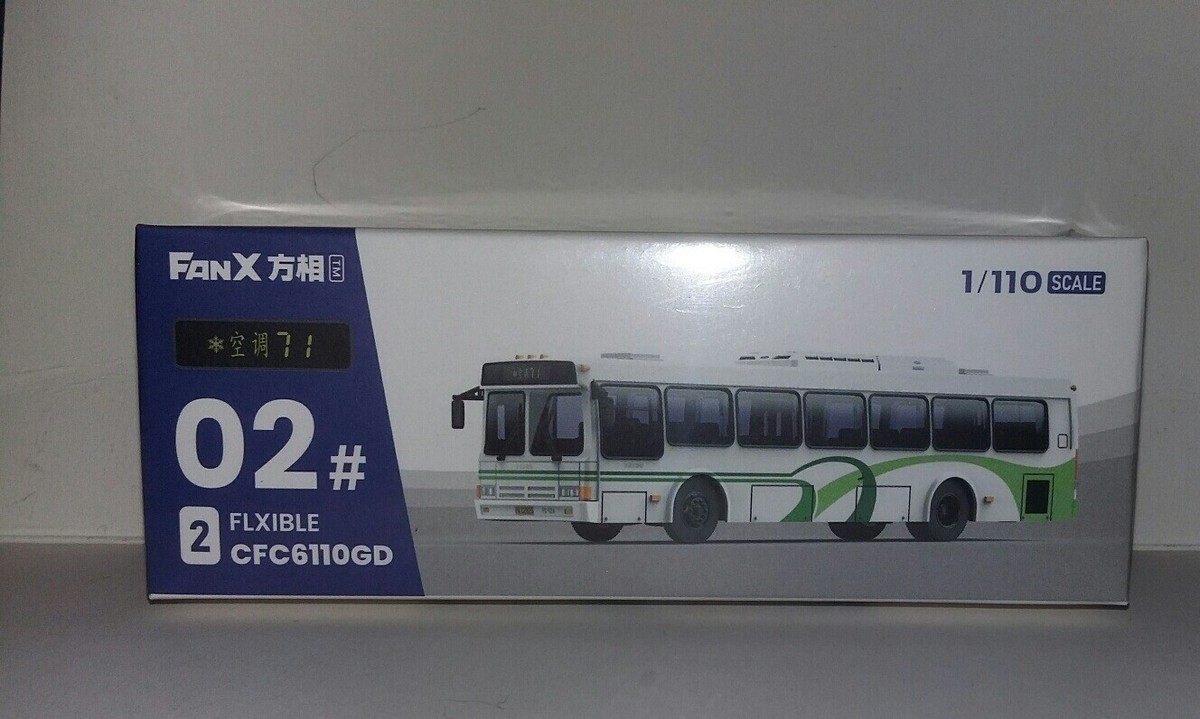 FANX 方相 TM
1/110 SCALE
❄空调71
02#
2
FLXIBLE
CFC6110GD